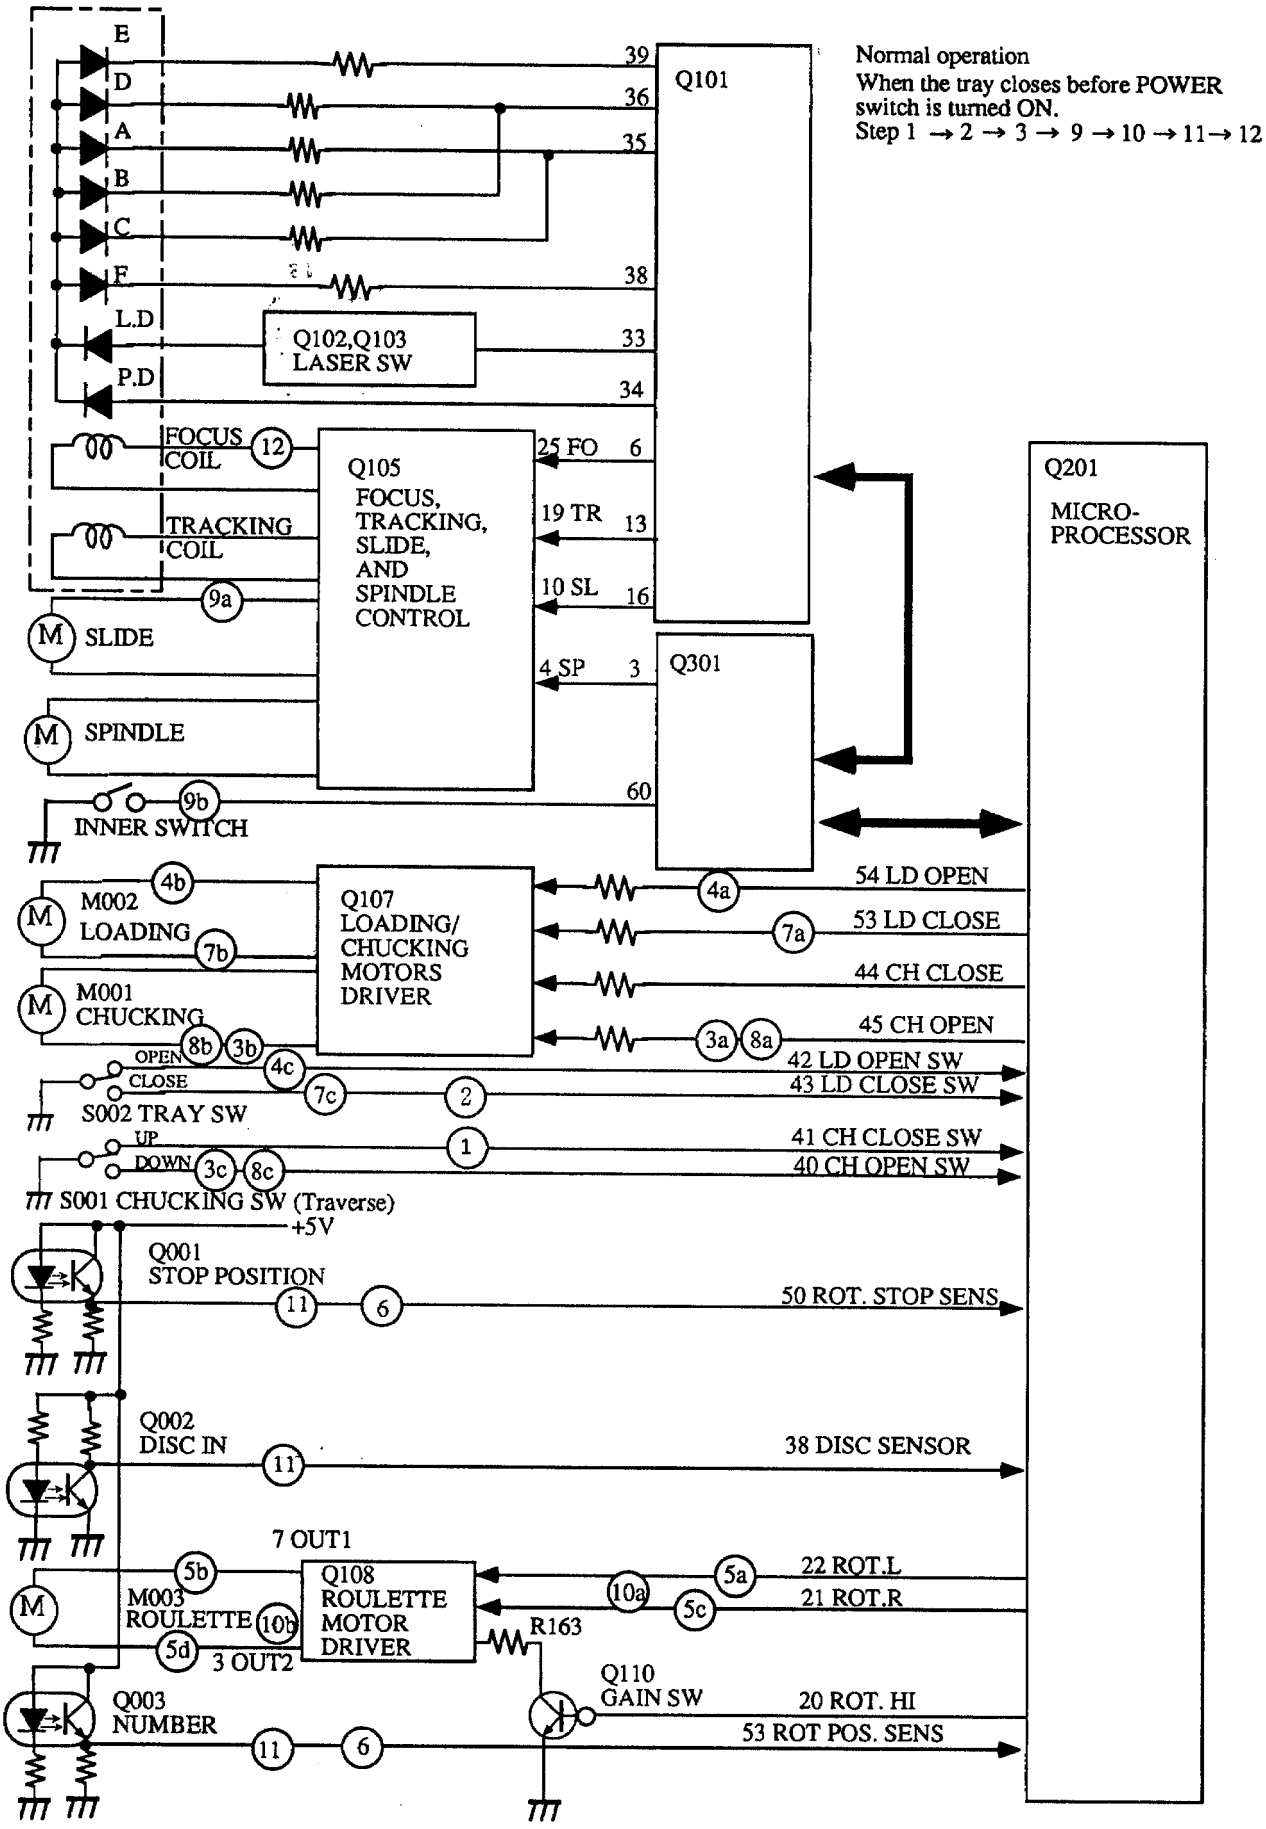 Normal operation
When the tray closes before POWER
switch is turned ON.
Step 1 → 2 → 3 → 9 → 10 → 11 → 12
E
39
Q101
D
36
A
35
B
C
F
38
L.D
Q102,Q103
LASER SW
33
P.D
34
FOCUS
COIL
12
Q105
FOCUS,
TRACKING,
SLIDE,
AND
SPINDLE
CONTROL
25 FO 6
TRACKING
COIL
19 TR 13
9a
10 SL 16
M SLIDE
4 SP 3
Q301
M SPINDLE
9b
60
INNER SWITCH
Q201
MICRO-
PROCESSOR
4b
M002
M
LOADING
7b
Q107
LOADING/
CHUCKING
MOTORS
DRIVER
4a
54 LD OPEN
7a
53 LD CLOSE
M001
M
CHUCKING
44 CH CLOSE
8b 3b
3a 8a
45 CH OPEN
OPEN
4c
42 LD OPEN SW
CLOSE
7c
2
43 LD CLOSE SW
S002 TRAY SW
UP
1
41 CH CLOSE SW
DOWN
3c 8c
40 CH OPEN SW
S001 CHUCKING SW (Traverse)
+5V
Q001
STOP POSITION
11 6
50 ROT. STOP SENS
Q002
DISC IN
11
38 DISC SENSOR
7 OUT1
5b
Q108
ROULETTE
MOTOR
DRIVER
5a
22 ROT.L
10a
5c
21 ROT.R
M
M003
ROULETTE
10b
5d
3 OUT2
R163
Q110
GAIN SW
20 ROT. HI
Q003
NUMBER
11 6
53 ROT POS. SENS